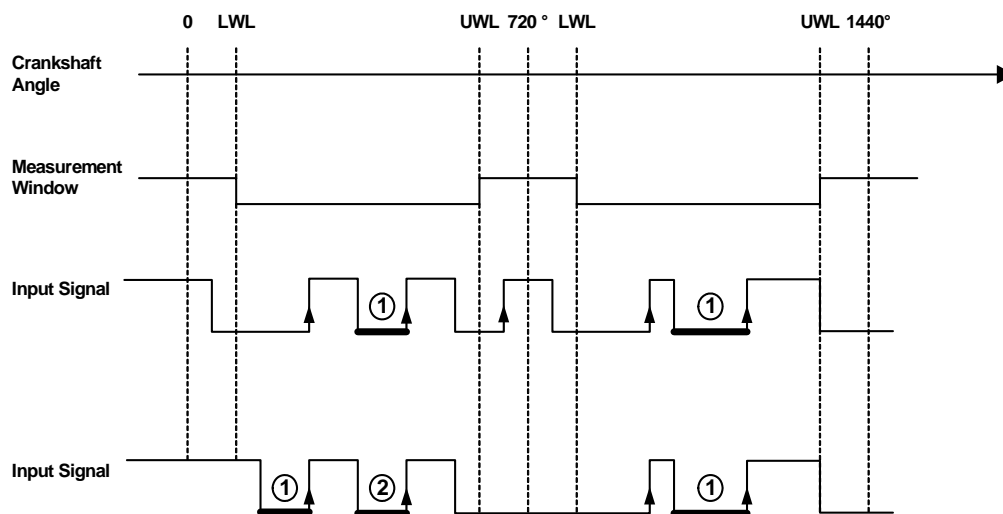 0 LWL UWL 720 ° LWL UWL 1440°
Crankshaft
Angle
Measurement
Window
Input Signal
1 1
Input Signal
1 2 1